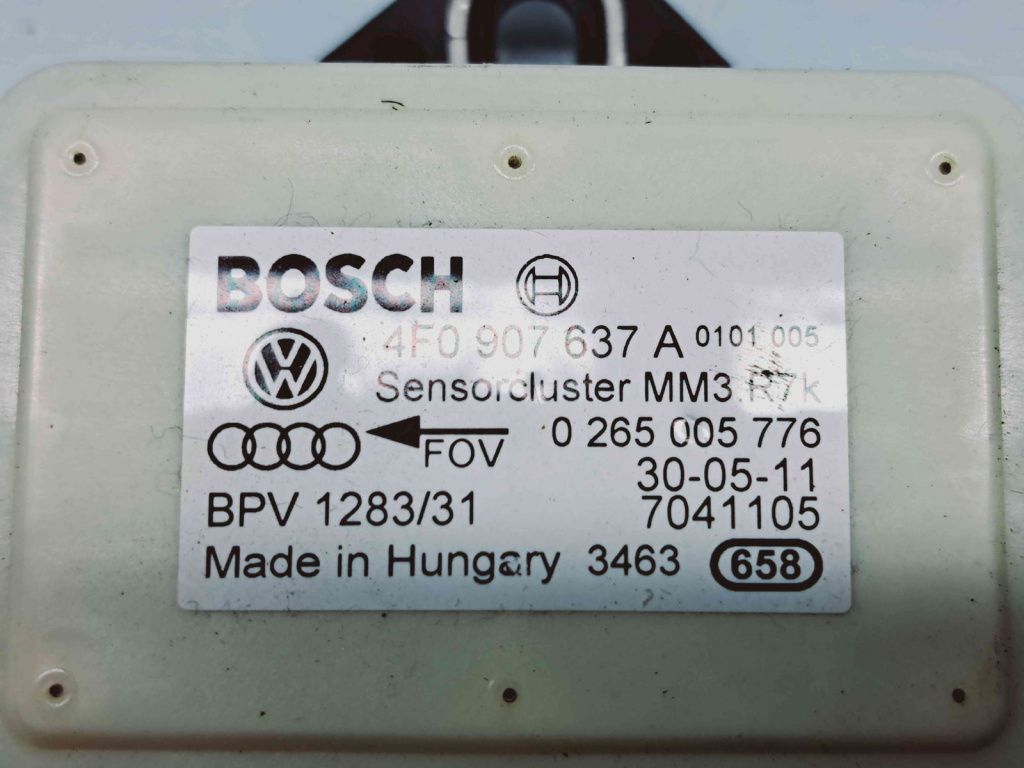 BOSCH
4F0 907 637 A 0101 005
Sensorcluster MM3 R7k
FOV 0 265 005 776
30-05-11
BPV 1283/31 7041105
Made in Hungary 3463 658